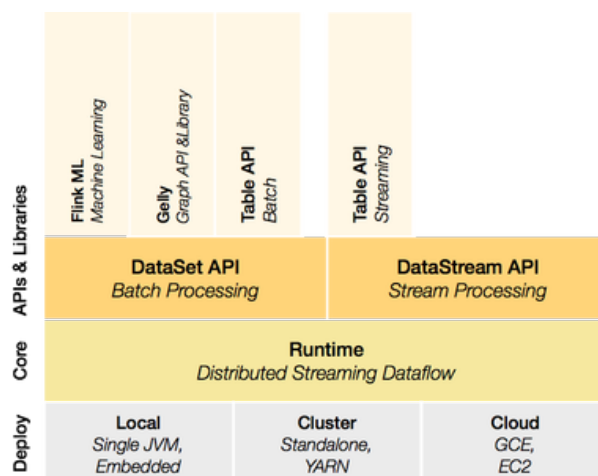 Flink ML
Machine Learning
Gelly
Graph API &Library
Table API
Batch
Table API
Streaming
APIs & Libraries
DataSet API
Batch Processing
DataStream API
Stream Processing
Core
Runtime
Distributed Streaming Dataflow
Deploy
Local
Single JVM,
Embedded
Cluster
Standalone,
YARN
Cloud
GCE,
EC2